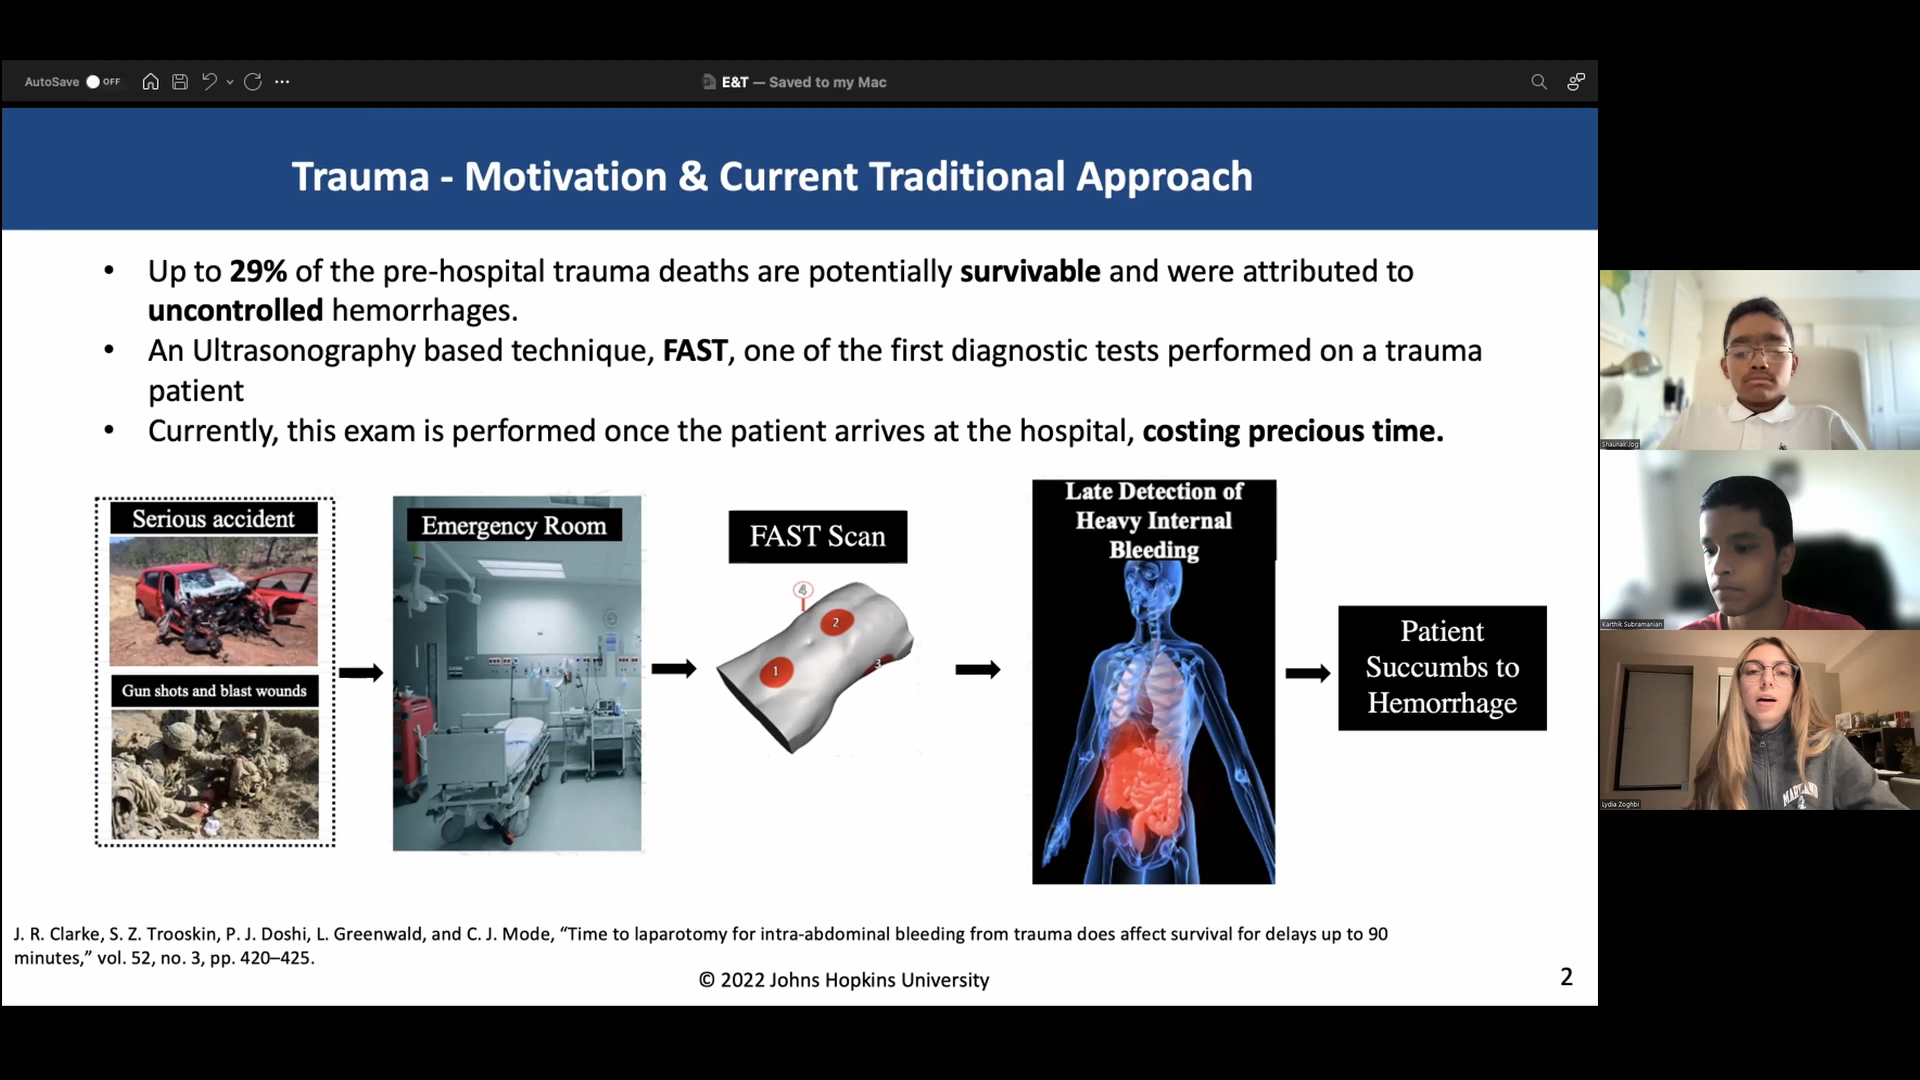 AutoSave OFF
E&T — Saved to my Mac
Trauma - Motivation & Current Traditional Approach
• Up to 29% of the pre-hospital trauma deaths are potentially survivable and were attributed to
uncontrolled hemorrhages.
• An Ultrasonography based technique, FAST, one of the first diagnostic tests performed on a trauma
patient
• Currently, this exam is performed once the patient arrives at the hospital, costing precious time.
Serious accident
Gun shots and blast wounds
Emergency Room
FAST Scan
4
2
1
3
Late Detection of
Heavy Internal
Bleeding
Patient
Succumbs to
Hemorrhage
J. R. Clarke, S. Z. Trooskin, P. J. Doshi, L. Greenwald, and C. J. Mode, “Time to laparotomy for intra-abdominal bleeding from trauma does affect survival for delays up to 90
minutes,” vol. 52, no. 3, pp. 420–425.
© 2022 Johns Hopkins University
2
Shaunak Jog
Karthik Subramanian
MARYLAND
Lydia Zoghbi